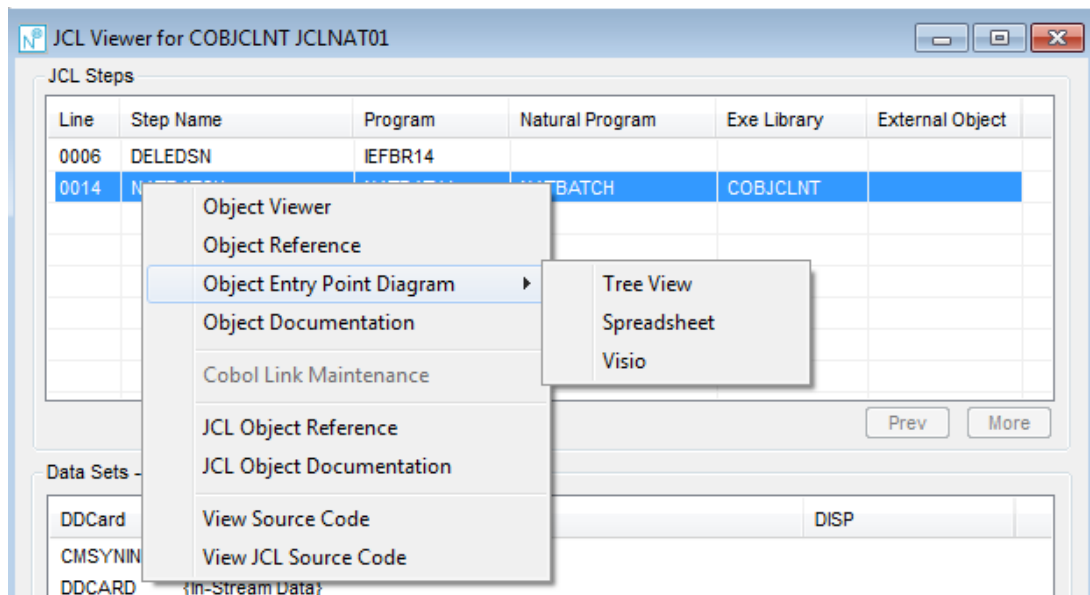 JCL Viewer for COBJCLNT JCLNAT01
JCL Steps
Line Step Name Program Natural Program Exe Library External Object
0006 DELEDSN IEFBR14
0014 COBJCLNT
Object Viewer
Object Reference
Object Entry Point Diagram
Object Documentation
Cobol Link Maintenance
JCL Object Reference
JCL Object Documentation
View Source Code
View JCL Source Code
Tree View
Spreadsheet
Visio
Prev More
Data Sets -
DDCard DISP
CMSYNIN
DDCARD {In-Stream Data}